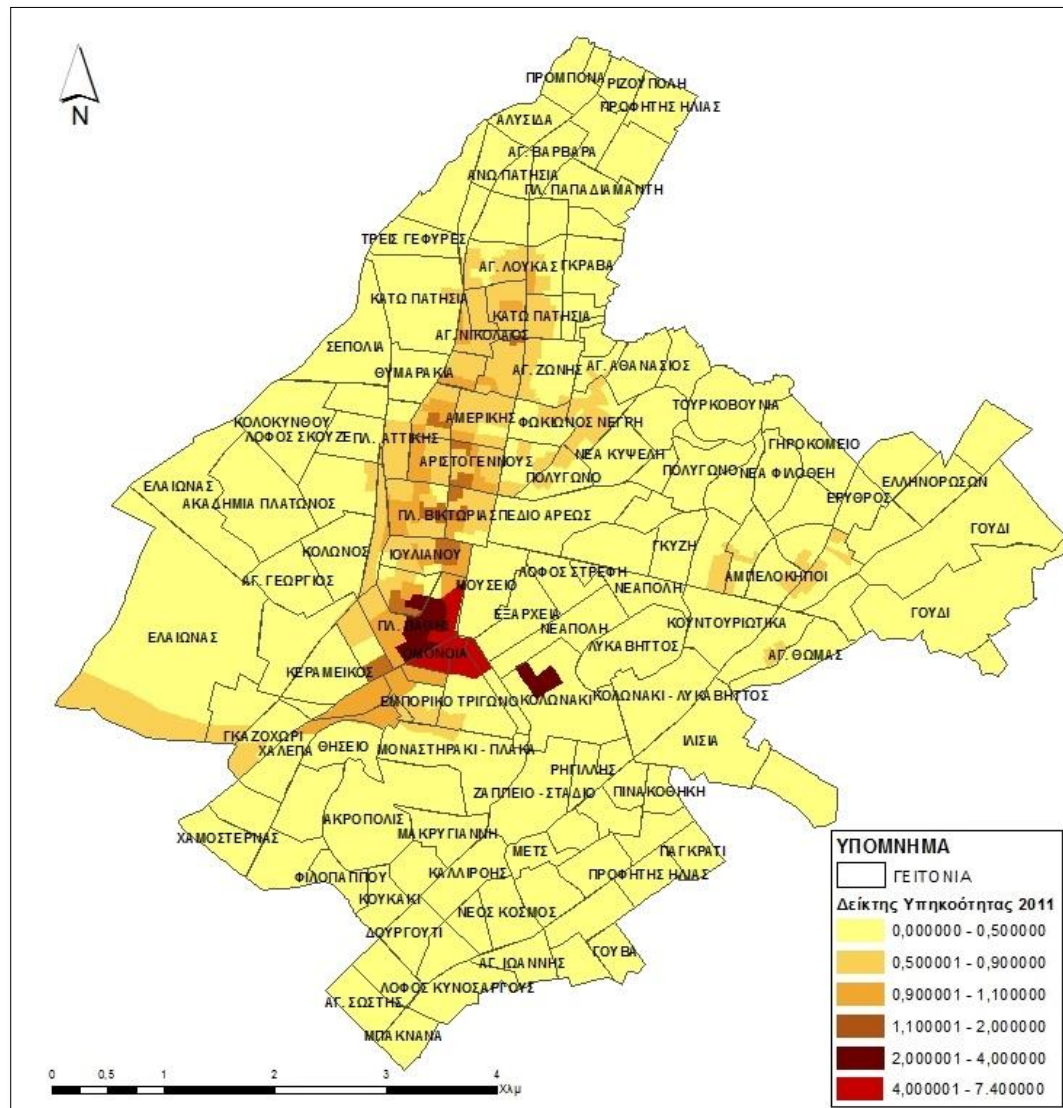 N
ΠΡΟΜΠΟΝΑ
ΡΙΖΟΥΠΟΛΗ
ΠΡΟΦΗΤΗΣ ΗΛΙΑΣ
ΑΛΥΣΙΔΑ
ΑΓ. ΒΑΡΒΑΡΑ
ΑΝΩ ΠΑΤΗΣΙΑ
ΠΛ. ΠΑΠΑΔΙΑΜΑΝΤΗ
ΤΡΕΙΣ ΓΕΦΥΡΕΣ
ΑΓ. ΛΟΥΚΑΣ
ΓΚΡΑΒΑ
ΚΑΤΩ ΠΑΤΗΣΙΑ
ΚΑΤΩ ΠΑΤΗΣΙΑ
ΑΓ. ΝΙΚΟΛΑΟΣ
ΣΕΠΟΛΙΑ
ΘΥΜΑΡΑΚΙΑ
ΑΓ. ΖΩΝΗΣ
ΑΓ. ΑΘΑΝΑΣΙΟΣ
ΤΟΥΡΚΟΒΟΥΝΙΑ
ΚΟΛΟΚΥΝΘΟΥ
ΑΜΕΡΙΚΗΣ
ΦΩΚΙΩΝΟΣ ΝΕΓΡΗ
ΛΟΦΟΣ ΣΚΟΥΖΕ
ΠΛ. ΑΤΤΙΚΗΣ
ΓΗΡΟΚΟΜΕΙΟ
ΑΡΙΣΤΟΓΕΝΝΟΥΣ
ΝΕΑ ΚΥΨΕΛΗ
ΠΟΛΥΓΩΝΟ
ΠΟΛΥΓΩΝΟ
ΝΕΑ ΦΙΛΟΘΕΗ
ΕΛΑΙΩΝΑΣ
ΑΚΑΔΗΜΙΑ ΠΛΑΤΩΝΟΣ
ΕΡΥΘΡΟΣ
ΕΛΛΗΝΟΡΩΣΩΝ
ΠΛ. ΒΙΚΤΩΡΙΑΣ
ΠΕΔΙΟ ΑΡΕΩΣ
ΓΟΥΔΙ
ΚΟΛΩΝΟΣ
ΙΟΥΛΙΑΝΟΥ
ΓΚΥΖΗ
ΑΓ. ΓΕΩΡΓΙΟΣ
ΜΟΥΣΕΙΟ
ΛΟΦΟΣ ΣΤΡΕΦΗ
ΝΕΑΠΟΛΗ
ΑΜΠΕΛΟΚΗΠΟΙ
ΕΞΑΡΧΕΙΑ
ΓΟΥΔΙ
ΕΛΑΙΩΝΑΣ
ΠΛ. ΒΑΘΗΣ
ΝΕΑΠΟΛΗ
ΚΟΥΝΤΟΥΡΙΩΤΙΚΑ
ΟΜΟΝΟΙΑ
ΛΥΚΑΒΗΤΤΟΣ
ΑΓ. ΘΩΜΑΣ
ΚΕΡΑΜΕΙΚΟΣ
ΕΜΠΟΡΙΚΟ ΤΡΙΓΩΝΟ
ΚΟΛΩΝΑΚΙ
ΚΟΛΩΝΑΚΙ - ΛΥΚΑΒΗΤΤΟΣ
ΓΚΑΖΟΧΩΡΙ
ΧΑΛΕΠΑ
ΘΗΣΕΙΟ
ΜΟΝΑΣΤΗΡΑΚΙ - ΠΛΑΚΑ
ΙΛΙΣΙΑ
ΡΗΓΙΛΛΗΣ
ΖΑΠΠΕΙΟ - ΣΤΑΔΙΟ
ΠΙΝΑΚΟΘΗΚΗ
ΑΚΡΟΠΟΛΙΣ
ΧΑΜΟΣΤΕΡΝΑΣ
ΜΑΚΡΥΓΙΑΝΝΗ
ΜΕΤΣ
ΠΑΓΚΡΑΤΙ
ΦΙΛΟΠΑΠΠΟΥ
ΚΑΛΛΙΡΟΗΣ
ΠΡΟΦΗΤΗΣ ΗΛΙΑΣ
ΚΟΥΚΑΚΙ
ΝΕΟΣ ΚΟΣΜΟΣ
ΔΟΥΡΓΟΥΤΙ
ΓΟΥΒΑ
ΑΓ. ΙΩΑΝΝΗΣ
ΛΟΦΟΣ ΚΥΝΟΣΑΡΓΟΥΣ
ΑΓ. ΣΩΣΤΗΣ
ΜΠΑΚΝΑΝΑ
ΥΠΟΜΝΗΜΑ
ΓΕΙΤΟΝΙΑ
Δείκτης Υπηκοότητας 2011
0,000000 - 0,500000
0,500001 - 0,900000
0,900001 - 1,100000
1,100001 - 2,000000
2,000001 - 4,000000
4,000001 - 7.400000
0 0,5 1 2 3 4
Χλμ